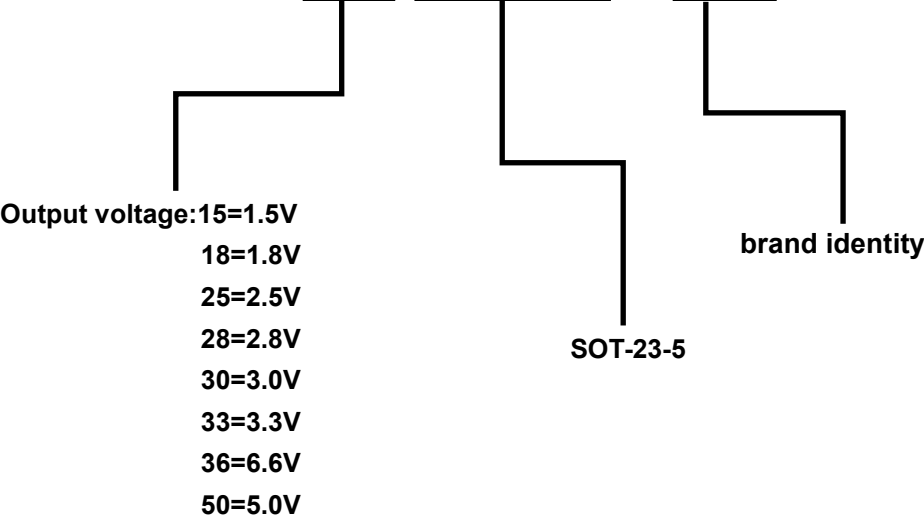 Output voltage:15=1.5V
18=1.8V
25=2.5V
28=2.8V
30=3.0V
33=3.3V
36=6.6V
50=5.0V
SOT-23-5
brand identity